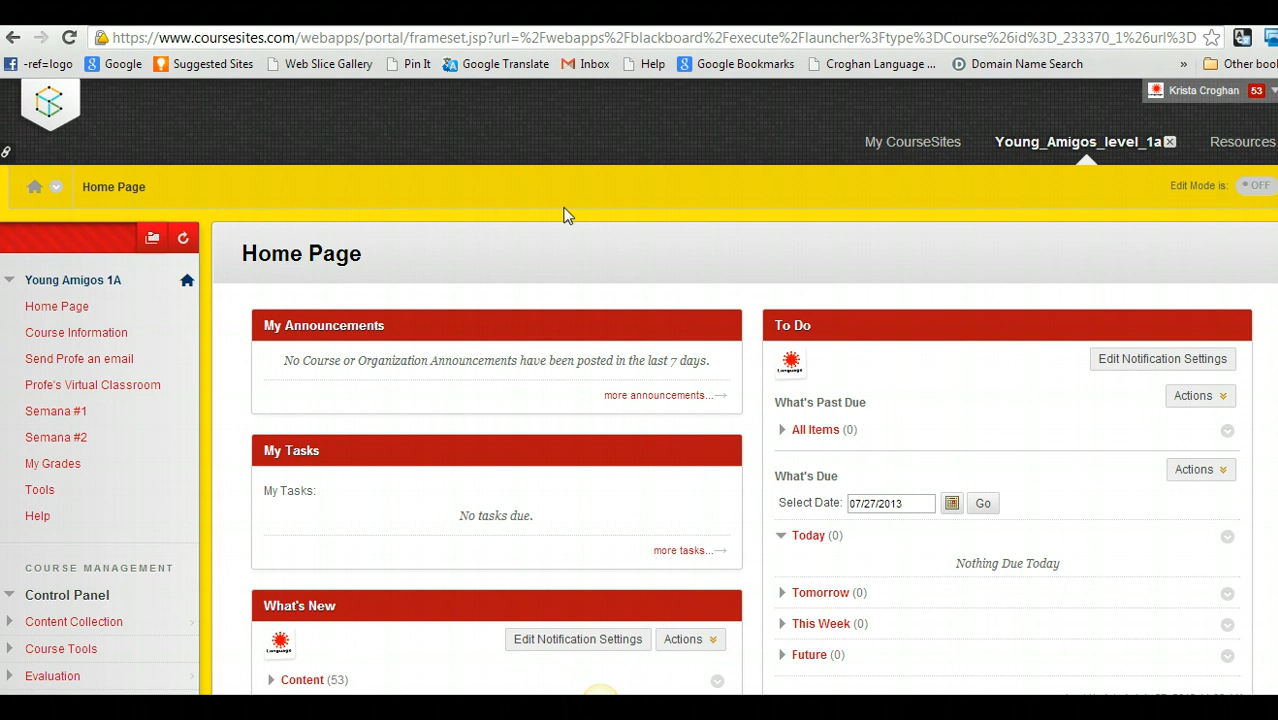 https://www.coursesites.com/webapps/portal/frameset.jsp?url=%2Fwebapps%2Fblackboard%2Fexecute%2Flauncher%3Ftype%3DCourse%26id%3D_233370_1%26url%3D
-ref=logo Google Suggested Sites Web Slice Gallery Pin It Google Translate Inbox Help Google Bookmarks Croghan Language ... Domain Name Search » Other boo
Krista Croghan 53
My CourseSites Young_Amigos_level_1a Resources
Home Page Edit Mode is: OFF
Home Page
Young Amigos 1A
Home Page
Course Information
Send Profe an email
Profe's Virtual Classroom
Semana #1
Semana #2
My Grades
Tools
Help
COURSE MANAGEMENT
Control Panel
Content Collection
Course Tools
Evaluation
My Announcements
No Course or Organization Announcements have been posted in the last 7 days.
more announcements...
My Tasks
My Tasks:
No tasks due.
more tasks...
What's New
Language
Edit Notification Settings Actions
Content (53)
To Do
Language
Edit Notification Settings
What's Past Due Actions
All Items (0)
What's Due Actions
Select Date: 07/27/2013 Go
Today (0)
Nothing Due Today
Tomorrow (0)
This Week (0)
Future (0)